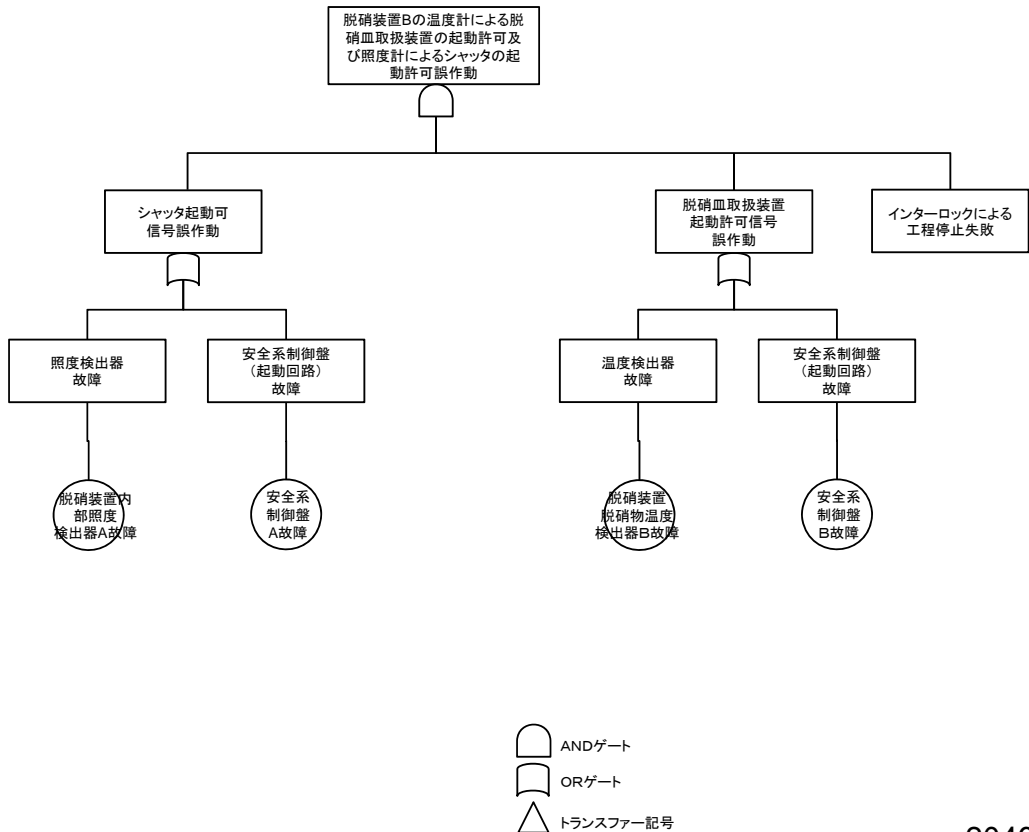 脱硝装置Bの温度計による脱
硝皿取扱装置の起動許可及
び照度計によるシャッタの起
動許可誤作動
シャッタ起動可
信号誤作動
脱硝皿取扱装置
起動許可信号
誤作動
インターロックによる
工程停止失敗
照度検出器
故障
安全系制御盤
(起動回路)
故障
温度検出器
故障
安全系制御盤
(起動回路)
故障
脱硝装置内
部照度
検出器A故障
安全系
制御盤
A故障
脱硝装置
脱硝物温度
検出器B故障
安全系
制御盤
B故障
ANDゲート
ORゲート
トランスファー記号